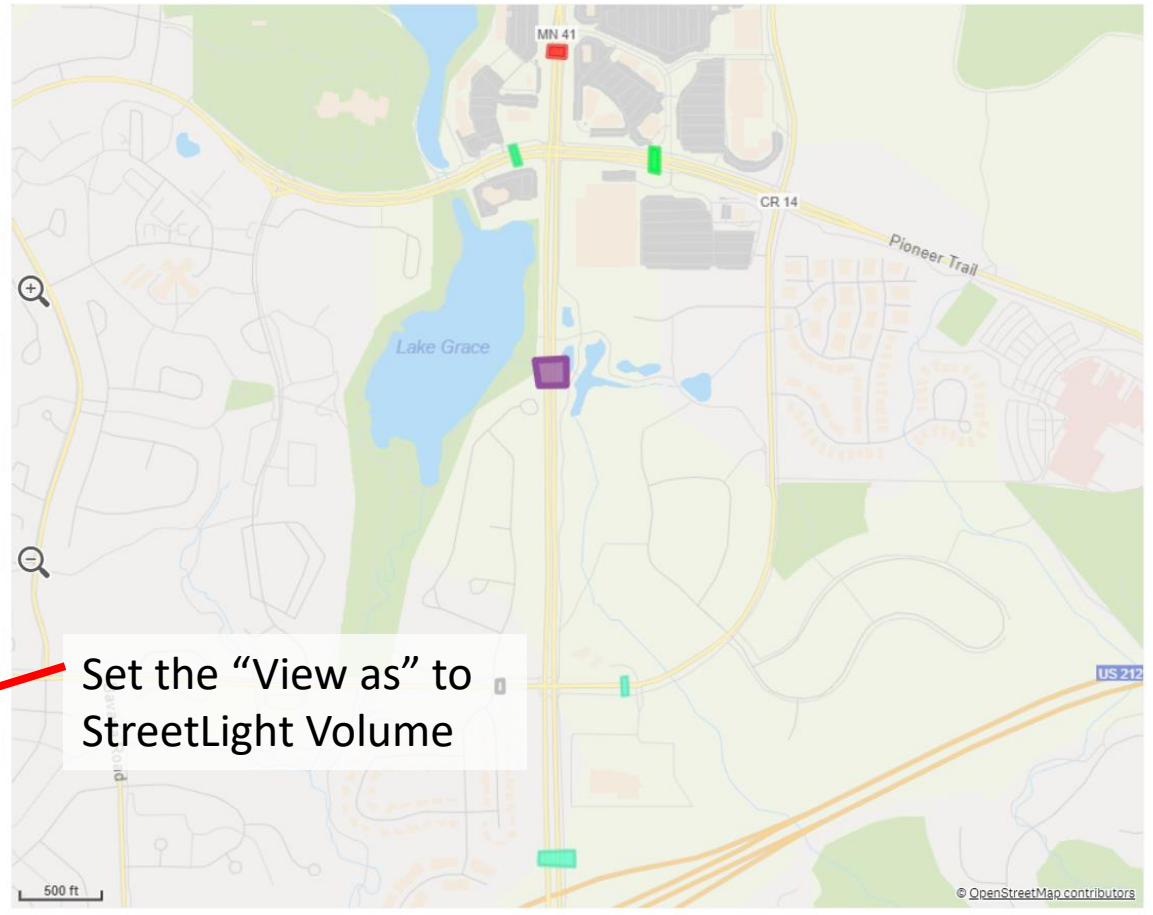 MN 41
CR 14
Pioneer Trail
Lake Grace
Set the “View as” to
StreetLight Volume
US 212
500 ft
© OpenStreetMap contributors